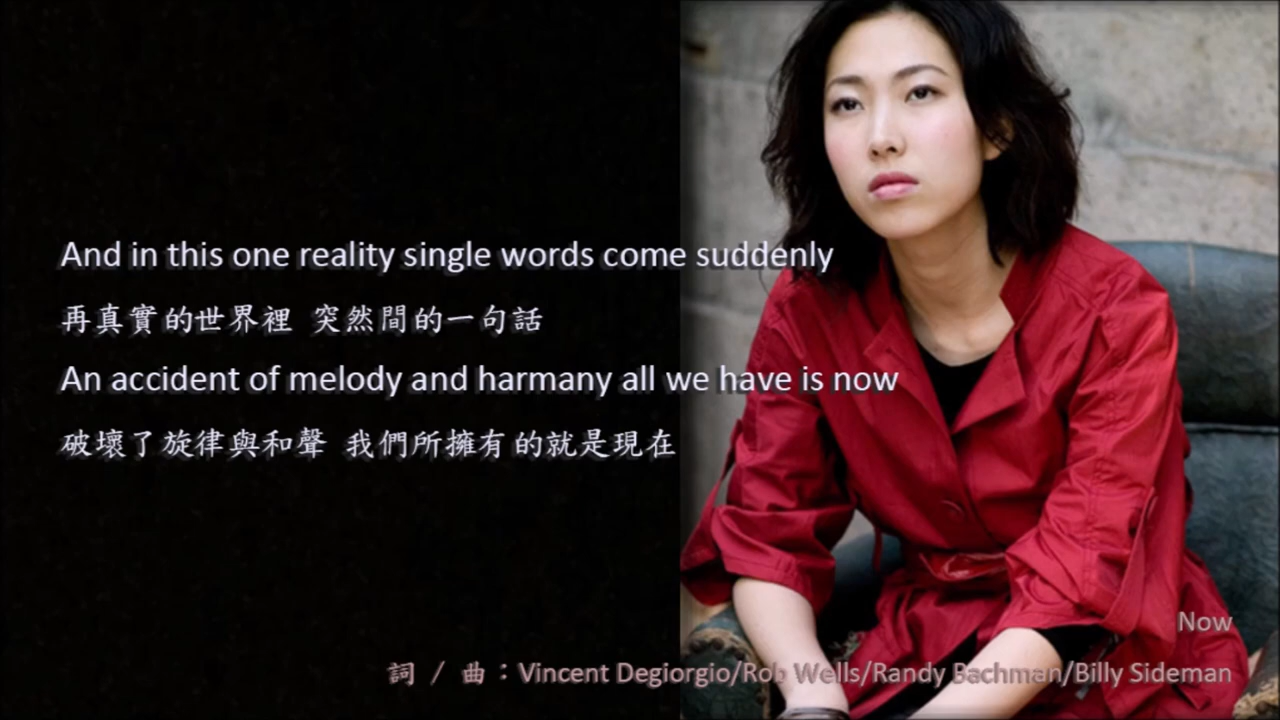 And in this one reality single words come suddenly
再真實的世界裡 突然間的一句話
An accident of melody and harmany all we have is now
破壞了旋律與和聲 我們所擁有的就是現在
Now
詞 / 曲：Vincent Degiorgio/Rob Wells/Randy Bachman/Billy Sideman